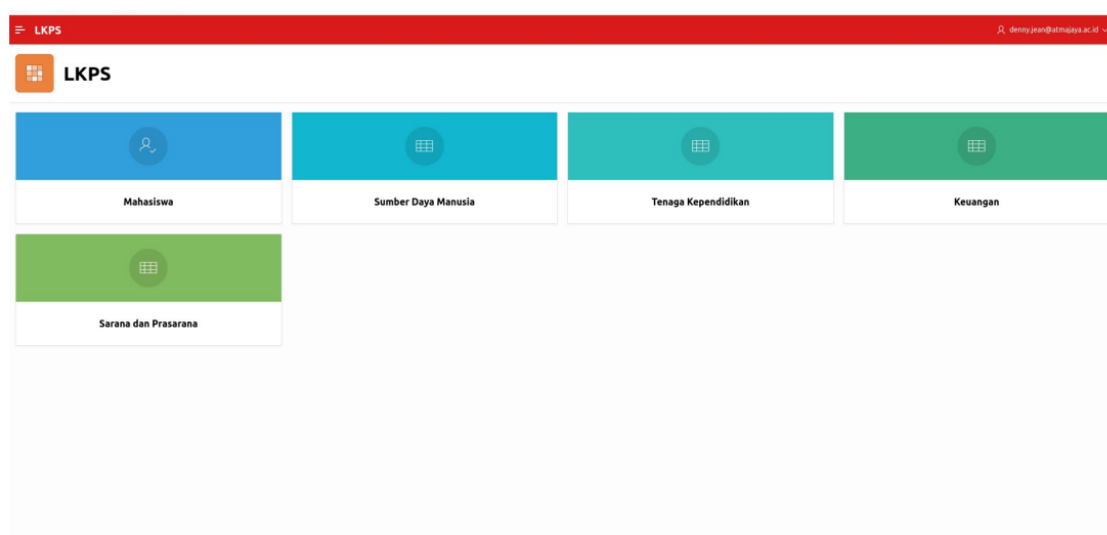 LKPS
denny.jean@atmajaya.ac.id
LKPS
Mahasiswa
Sumber Daya Manusia
Tenaga Kependidikan
Keuangan
Sarana dan Prasarana